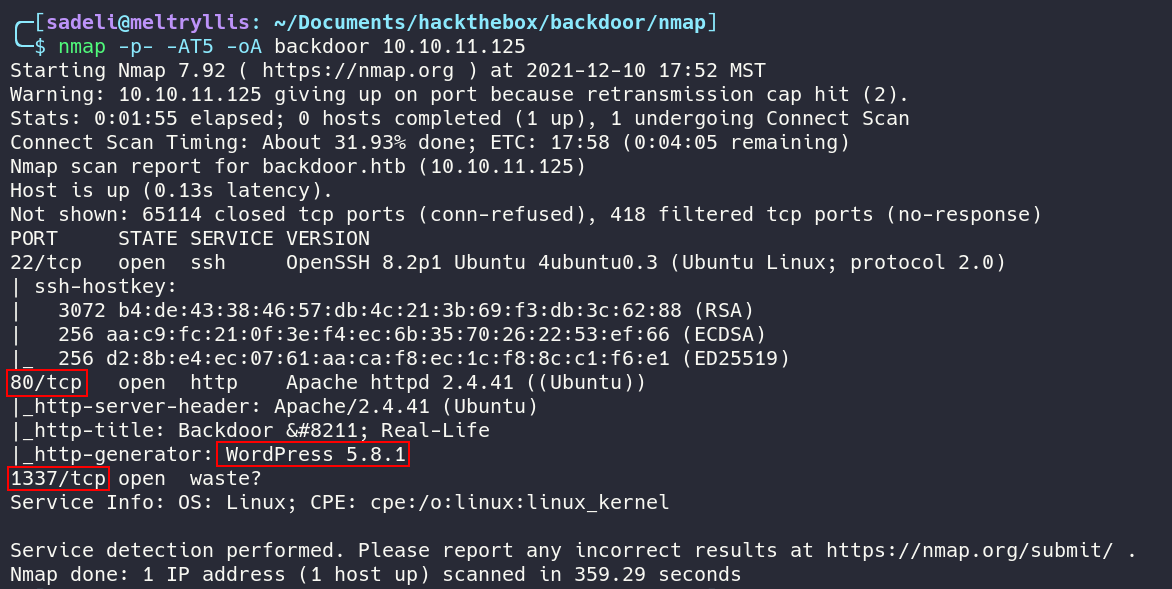 [sadeli@meltryllis: ~/Documents/hackthebox/backdoor/nmap]
$ nmap -p- -AT5 -oA backdoor 10.10.11.125
Starting Nmap 7.92 ( https://nmap.org ) at 2021-12-10 17:52 MST
Warning: 10.10.11.125 giving up on port because retransmission cap hit (2).
Stats: 0:01:55 elapsed; 0 hosts completed (1 up), 1 undergoing Connect Scan
Connect Scan Timing: About 31.93% done; ETC: 17:58 (0:04:05 remaining)
Nmap scan report for backdoor.htb (10.10.11.125)
Host is up (0.13s latency).
Not shown: 65114 closed tcp ports (conn-refused), 418 filtered tcp ports (no-response)
PORT     STATE SERVICE VERSION
22/tcp   open  ssh     OpenSSH 8.2p1 Ubuntu 4ubuntu0.3 (Ubuntu Linux; protocol 2.0)
| ssh-hostkey:
|   3072 b4:de:43:38:46:57:db:4c:21:3b:69:f3:db:3c:62:88 (RSA)
|   256 aa:c9:fc:21:0f:3e:f4:ec:6b:35:70:26:22:53:ef:66 (ECDSA)
|_  256 d2:8b:e4:ec:07:61:aa:ca:f8:ec:1c:f8:8c:c1:f6:e1 (ED25519)
80/tcp   open  http    Apache httpd 2.4.41 ((Ubuntu))
|_http-server-header: Apache/2.4.41 (Ubuntu)
|_http-title: Backdoor &#8211; Real-Life
|_http-generator: WordPress 5.8.1
1337/tcp open  waste?
Service Info: OS: Linux; CPE: cpe:/o:linux:linux_kernel
Service detection performed. Please report any incorrect results at https://nmap.org/submit/ .
Nmap done: 1 IP address (1 host up) scanned in 359.29 seconds